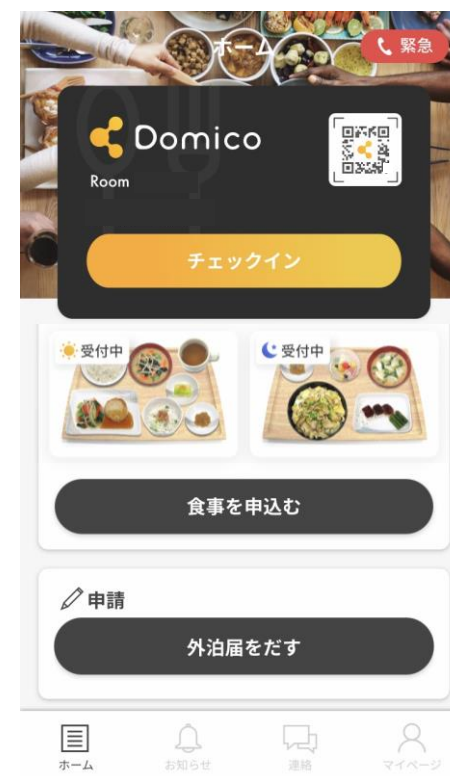 ホーム
緊急
Domico
Room
チェックイン
受付中
受付中
食事を申込む
申請
外泊届をだす
ホーム
お知らせ
連絡
マイページ